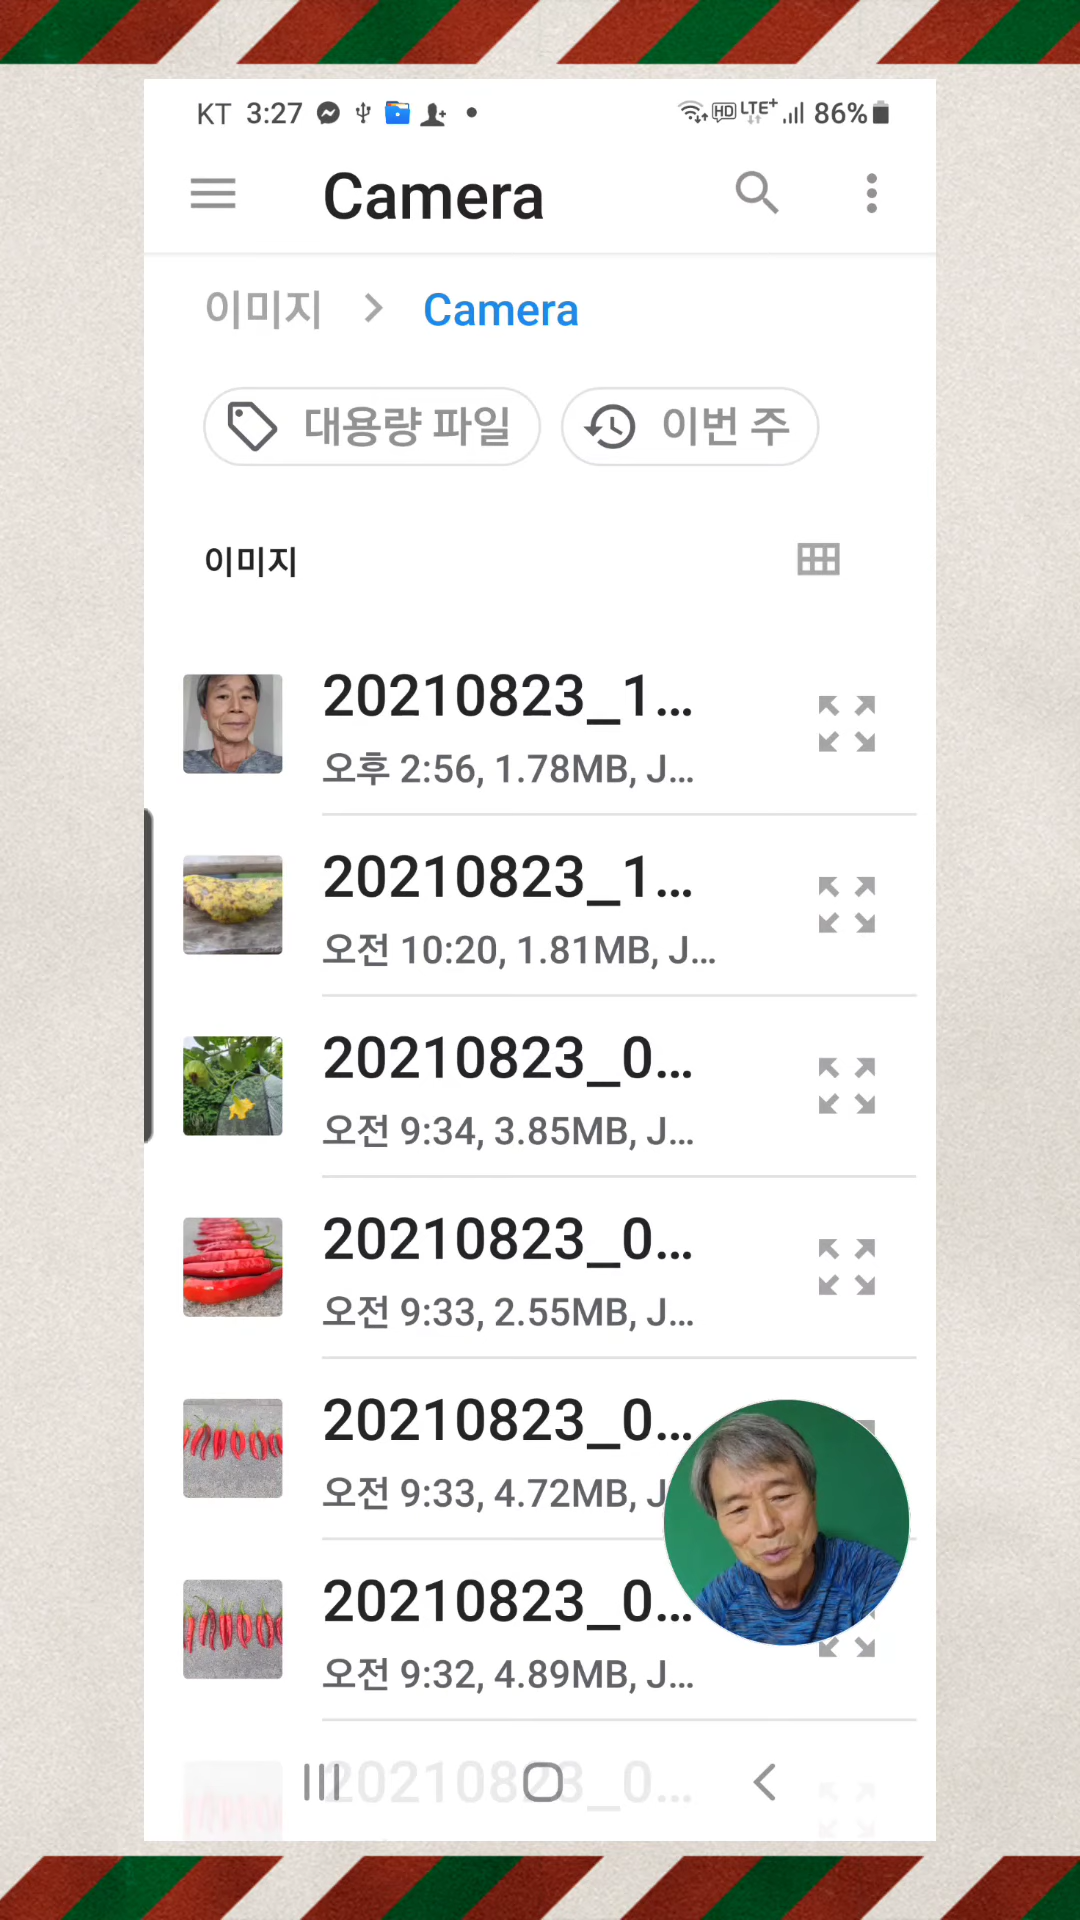 KT 3:27 HD LTE+ 86%
Camera
이미지 > Camera
대용량 파일 이번 주
이미지
20210823_1...
오후 2:56, 1.78MB, J...
20210823_1...
오전 10:20, 1.81MB, J...
20210823_0...
오전 9:34, 3.85MB, J...
20210823_0...
오전 9:33, 2.55MB, J...
20210823_0...
오전 9:33, 4.72MB, J
20210823_0...
오전 9:32, 4.89MB, J...
20210823_0...